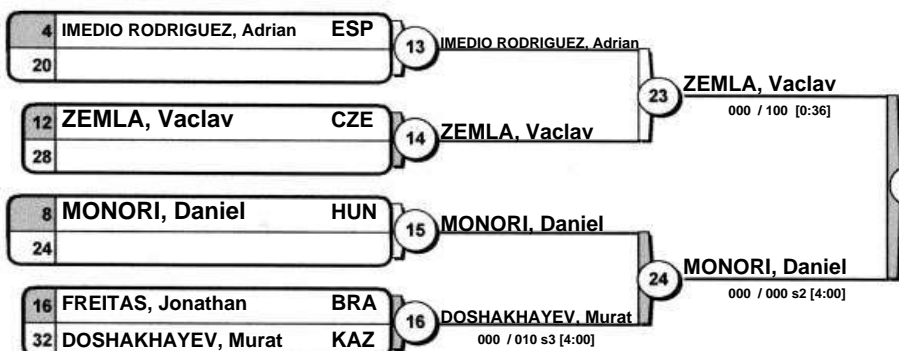 4 IMEDIO RODRIGUEZ, Adrian ESP
20
13 IMEDIO RODRIGUEZ, Adrian
12 ZEMLA, Vaclav CZE
28
14 ZEMLA, Vaclav
23 ZEMLA, Vaclav
000 / 100 [0:36]
8 MONORI, Daniel HUN
24
15 MONORI, Daniel
16 FREITAS, Jonathan BRA
32 DOSHAKHAYEV, Murat KAZ
16 DOSHAKHAYEV, Murat
000 / 010 s3 [4:00]
24 MONORI, Daniel
000 / 000 s2 [4:00]